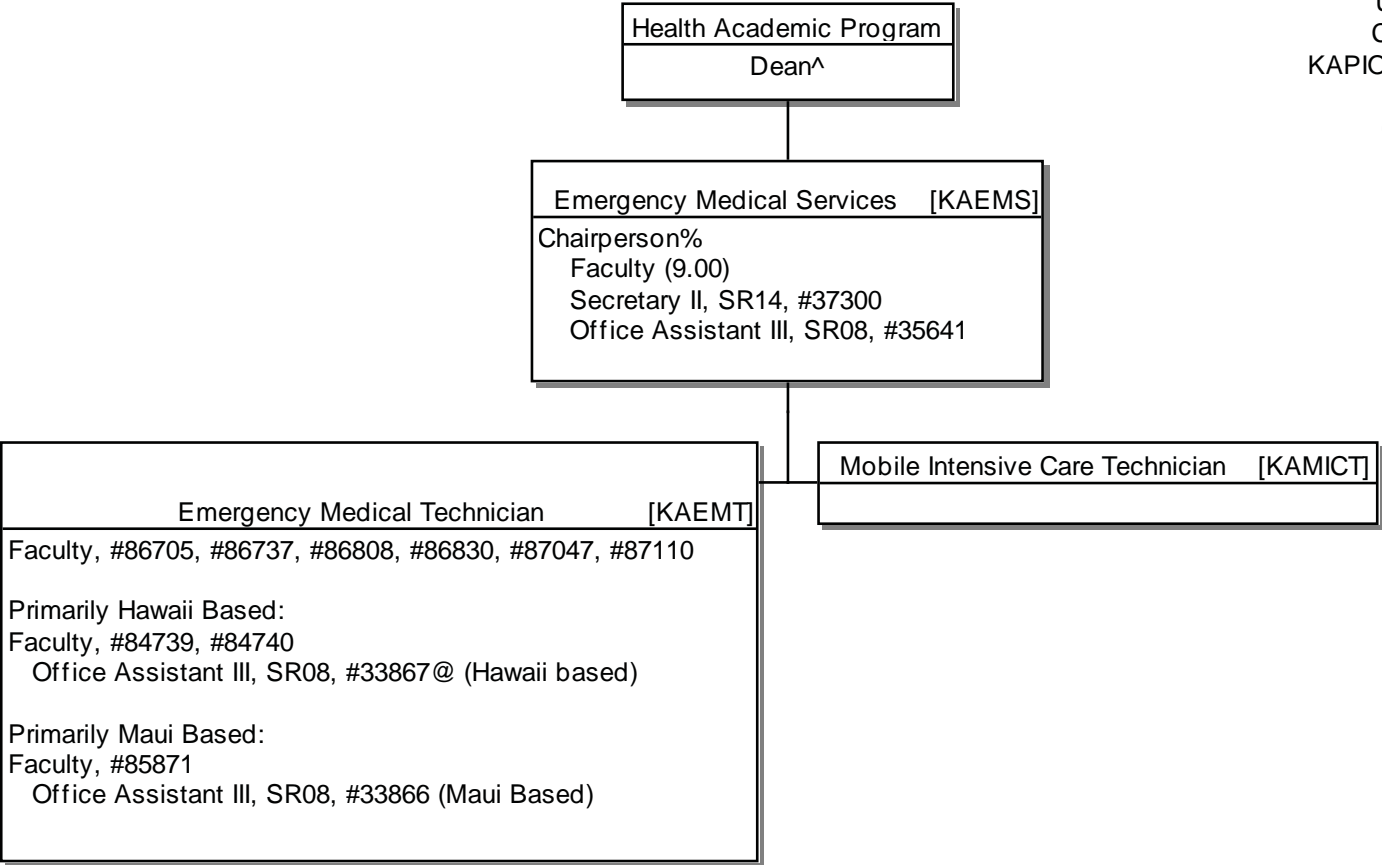 Health Academic Program
Dean^
Emergency Medical Services [KAEMS]
Chairperson%
Faculty (9.00)
Secretary II, SR14, #37300
Office Assistant III, SR08, #35641
Emergency Medical Technician [KAEMT]
Faculty, #86705, #86737, #86808, #86830, #87047, #87110
Primarily Hawaii Based:
Faculty, #84739, #84740
Office Assistant III, SR08, #33867@ (Hawaii based)
Primarily Maui Based:
Faculty, #85871
Office Assistant III, SR08, #33866 (Maui Based)
Mobile Intensive Care Technician [KAMICT]